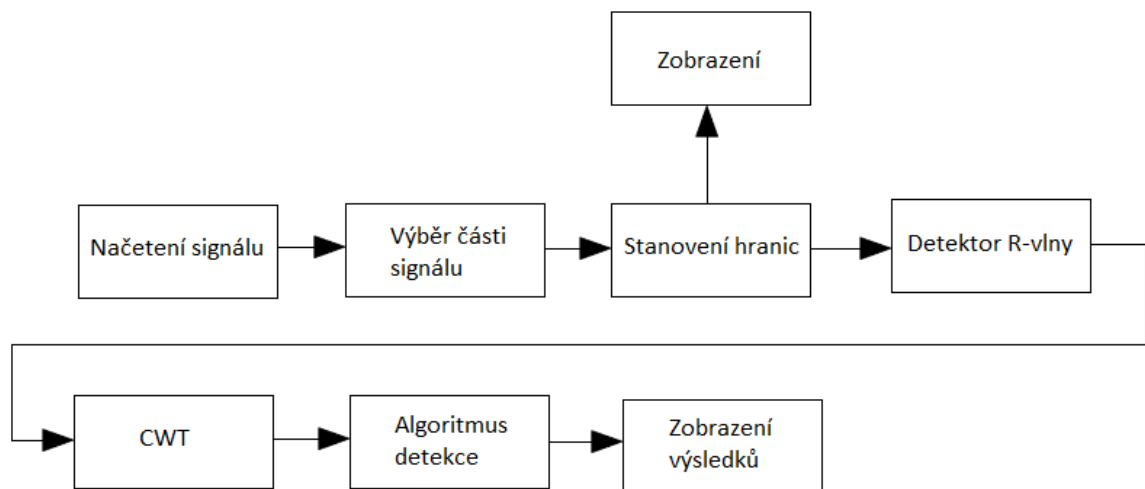 Zobrazení
Načetení signálu
Výběr části
signálu
Stanovení hranic
Detektor R-vlny
CWT
Algoritmus
detekce
Zobrazení
výsledků